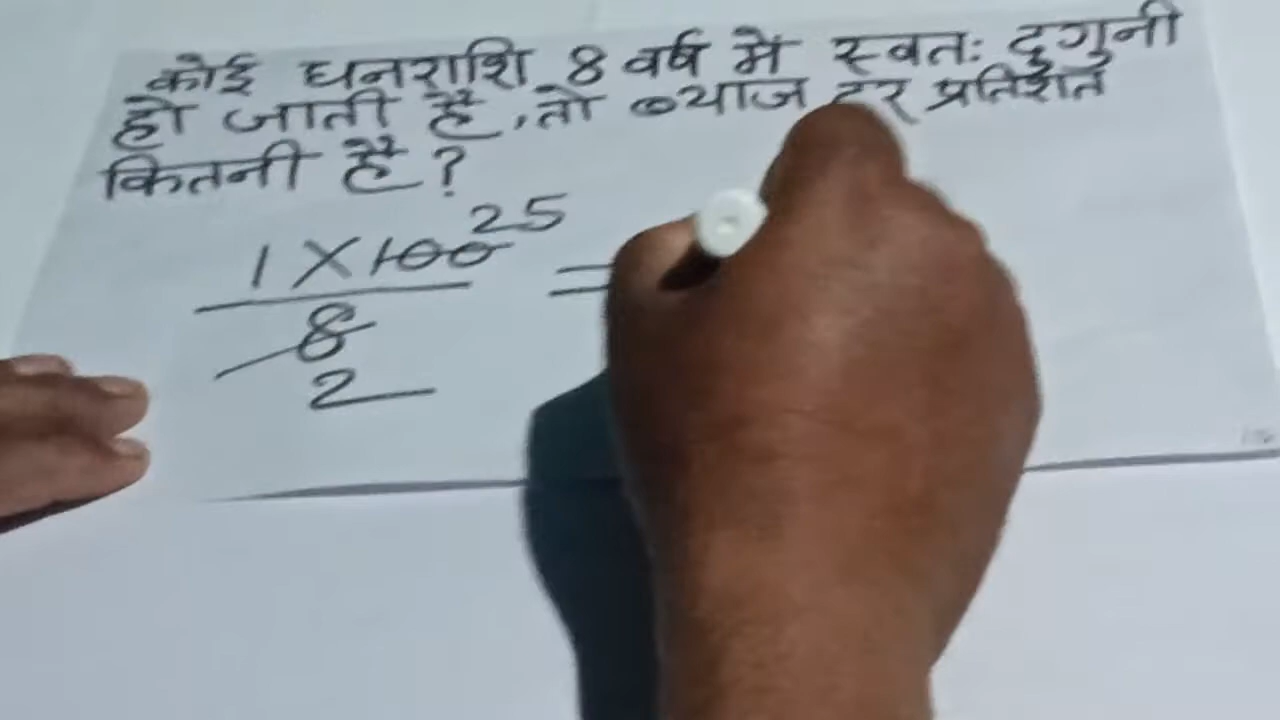 कोई धनराशि 8 वर्ष में स्वतः दुगुनी
हो जाती है, तो ब्याज दर प्रतिशत
कितनी है ?
25
1 X 100 =
8
2